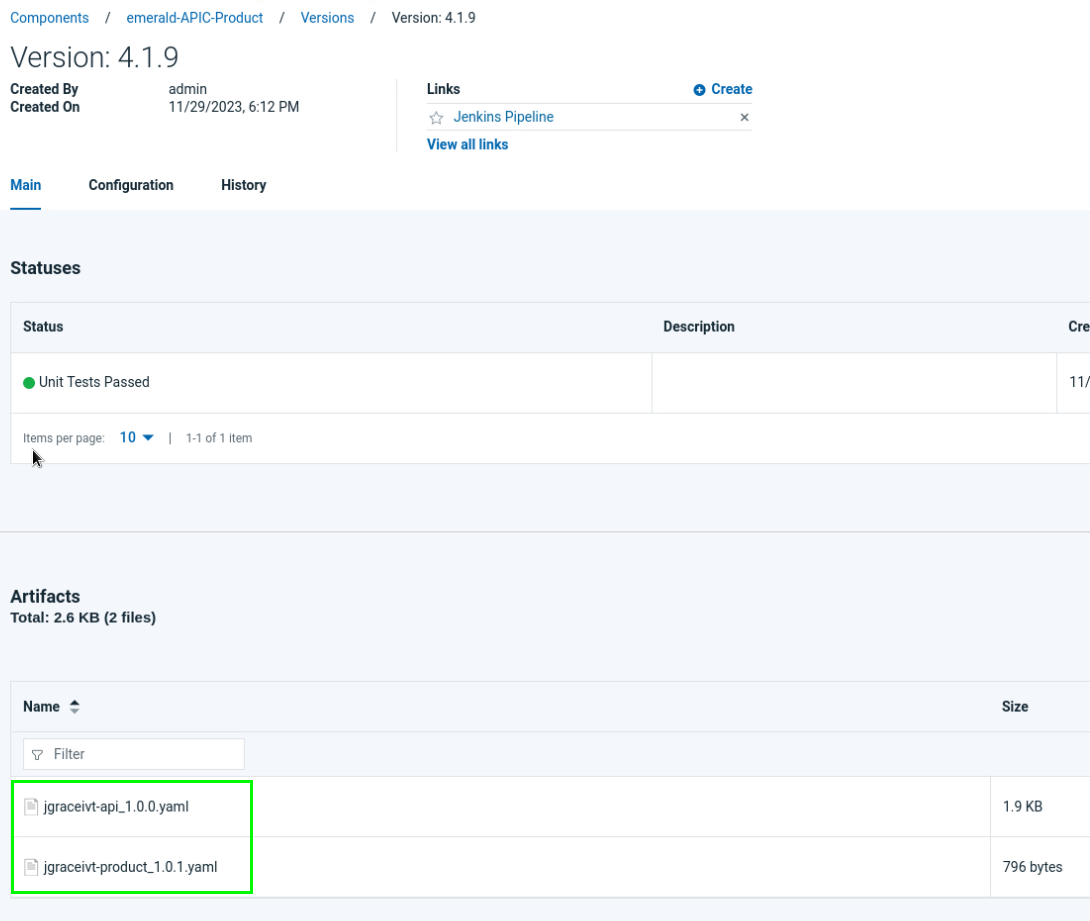 Components / emerald-APIC-Product / Versions / Version: 4.1.9
Version: 4.1.9
Created By admin
Created On 11/29/2023, 6:12 PM
Links Create
Jenkins Pipeline ×
View all links
Main Configuration History
Statuses
Status Description Cre
Unit Tests Passed 11/
Items per page: 10 | 1-1 of 1 item
Artifacts
Total: 2.6 KB (2 files)
Name Size
Filter
jgraceivt-api_1.0.0.yaml 1.9 KB
jgraceivt-product_1.0.1.yaml 796 bytes